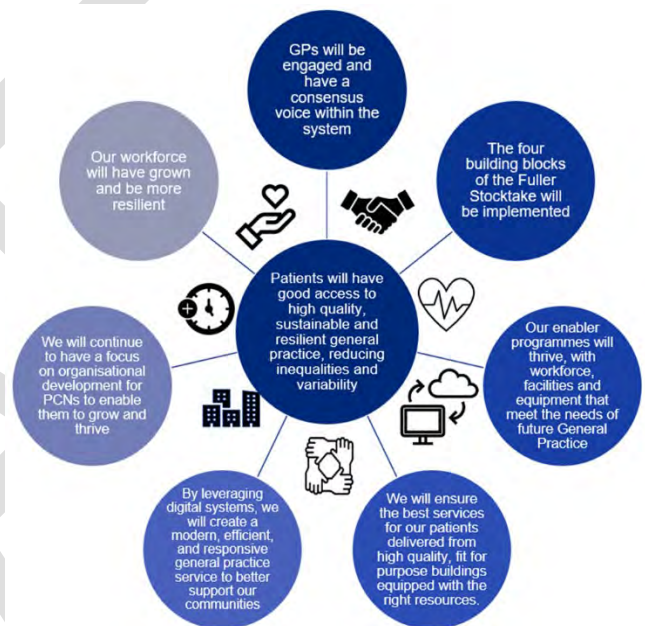 GPs will be
engaged and
have a
consensus
voice within the
system
The four
building blocks
of the Fuller
Stocktake will
be implemented
Our enabler
programmes will
thrive, with
workforce,
facilities and
equipment that
meet the needs of
future General
Practice
We will ensure
the best services
for our patients
delivered from
high quality, fit for
purpose buildings
equipped with the
right resources.
By leveraging
digital systems, we
will create a
modern, efficient,
and responsive
general practice
service to better
support our
communities
We will continue
to have a focus
on organisational
development for
PCNs to enable
them to grow and
thrive
Our workforce
will have grown
and be more
resilient
Patients will have
good access to
high quality,
sustainable and
resilient general
practice, reducing
inequalities and
variability